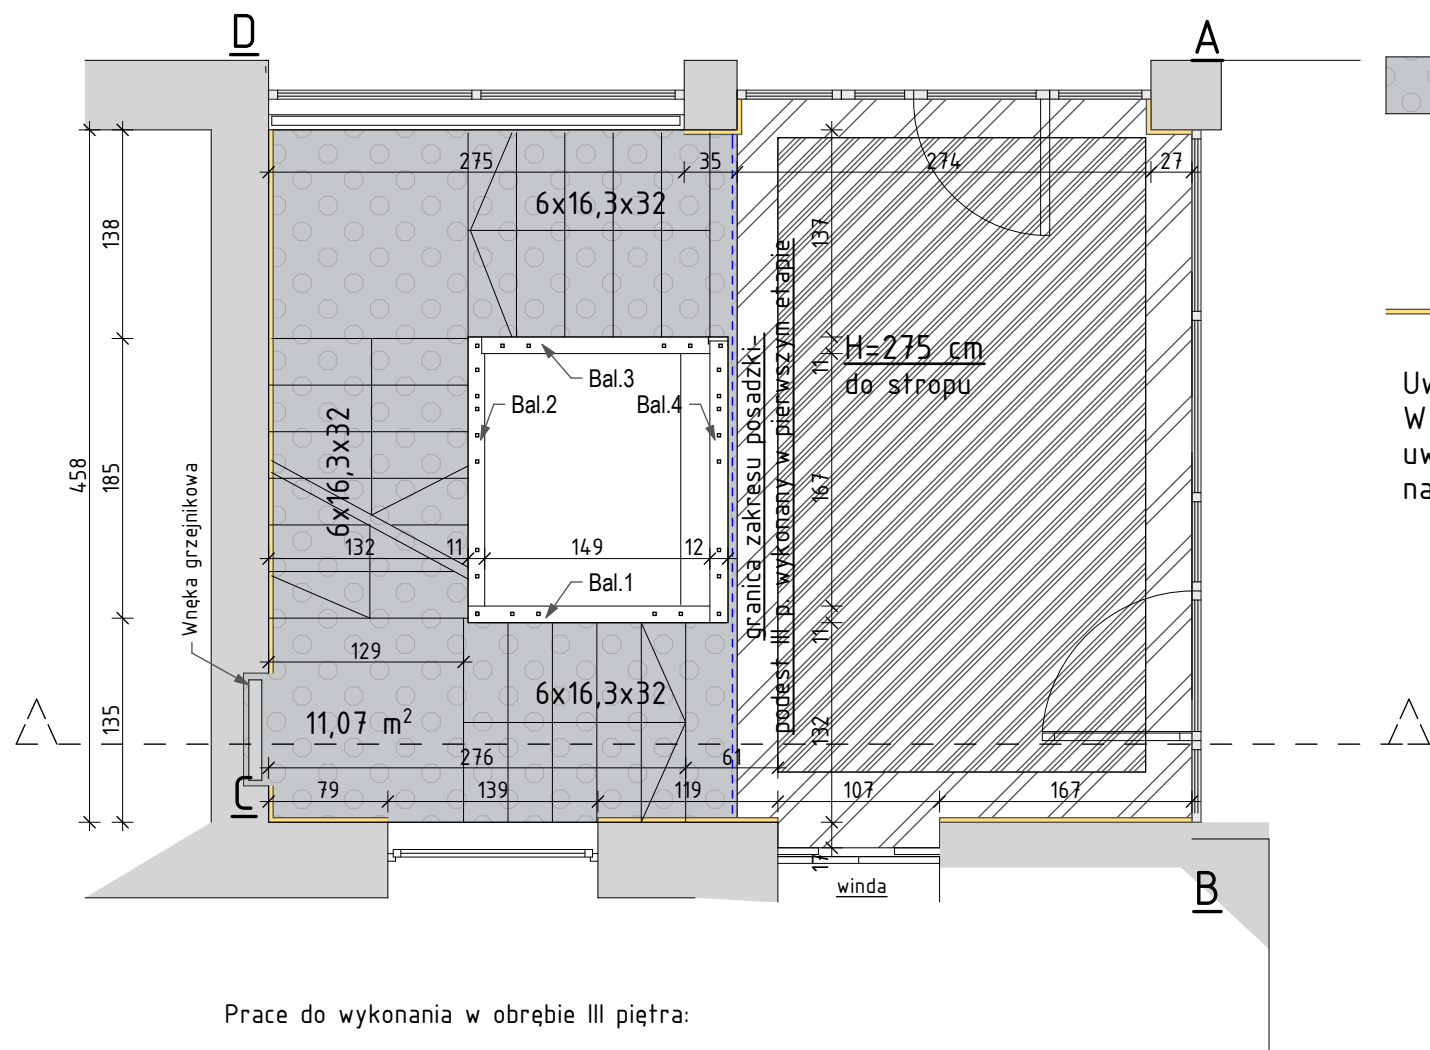 D
A
275
35
274
27
6x16,3x32
137
138
H=275 cm
do stropu
11
Bal.3
Bal.2
Bal.4
granica zakresu posadzki-
podest III p. wykonany w pierwszym etapie
Uw
W
uw
na
458
185
6x16,3x32
167
Wnęka grzejnikowa
132
11
149
12
Bal.1
11
129
6x16,3x32
135
11,07 m²
132
276
61
C
79
139
119
107
167
17
winda
B
Prace do wykonania w obrębie III piętra: